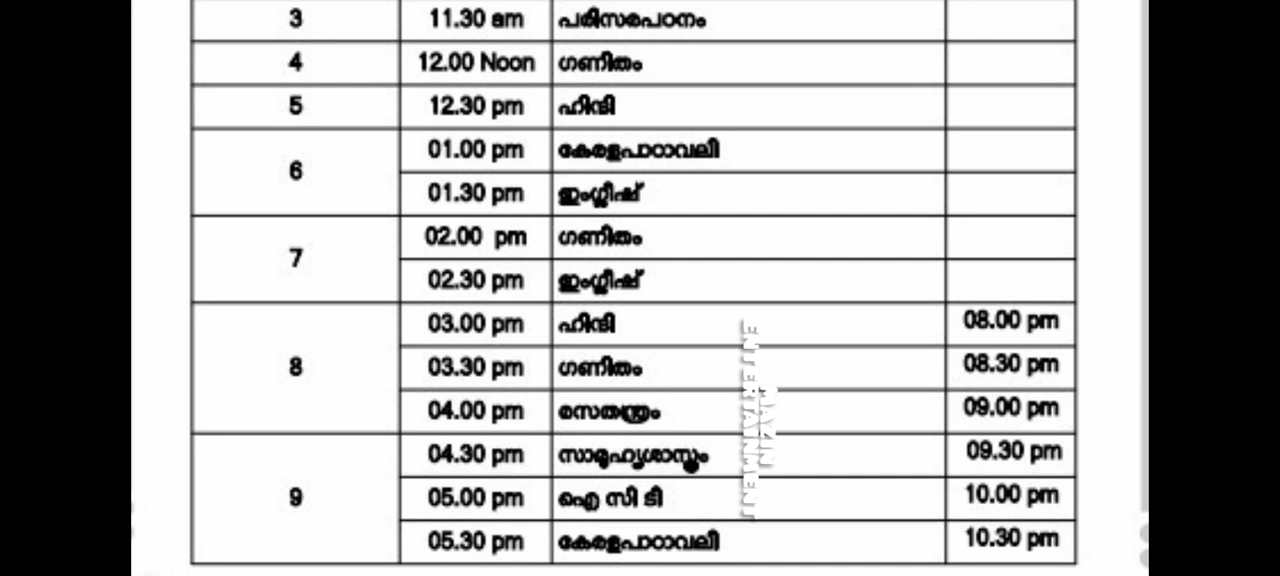 3 11.30 am പരിസരപഠനം
4 12.00 Noon ഗണിതം
5 12.30 pm ഹിന്ദി
6 01.00 pm കേരളപാഠാവലി
01.30 pm ഇംഗ്ലീഷ്
7 02.00 pm ഗണിതം
02.30 pm ഇംഗ്ലീഷ്
8 03.00 pm ഹിന്ദി 08.00 pm
03.30 pm ഗണിതം 08.30 pm
04.00 pm രസതന്ത്രം 09.00 pm
9 04.30 pm സാമൂഹ്യശാസ്ത്രം 09.30 pm
05.00 pm ഐ സി ടി 10.00 pm
05.30 pm കേരളപാഠാവലി 10.30 pm
ENTERTAINMENT